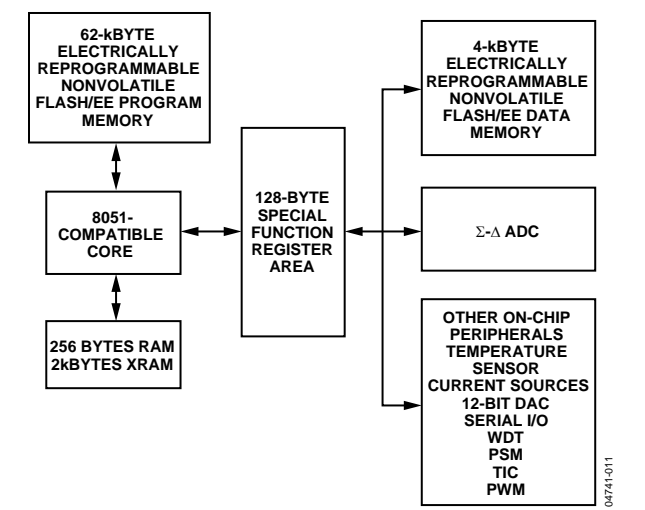 62-kBYTE
ELECTRICALLY
REPROGRAMMABLE
NONVOLATILE
FLASH/EE PROGRAM
MEMORY
8051-
COMPATIBLE
CORE
256 BYTES RAM
2kBYTES XRAM
128-BYTE
SPECIAL
FUNCTION
REGISTER
AREA
4-kBYTE
ELECTRICALLY
REPROGRAMMABLE
NONVOLATILE
FLASH/EE DATA
MEMORY
Σ-Δ ADC
OTHER ON-CHIP
PERIPHERALS
TEMPERATURE
SENSOR
CURRENT SOURCES
12-BIT DAC
SERIAL I/O
WDT
PSM
TIC
PWM
04741-011